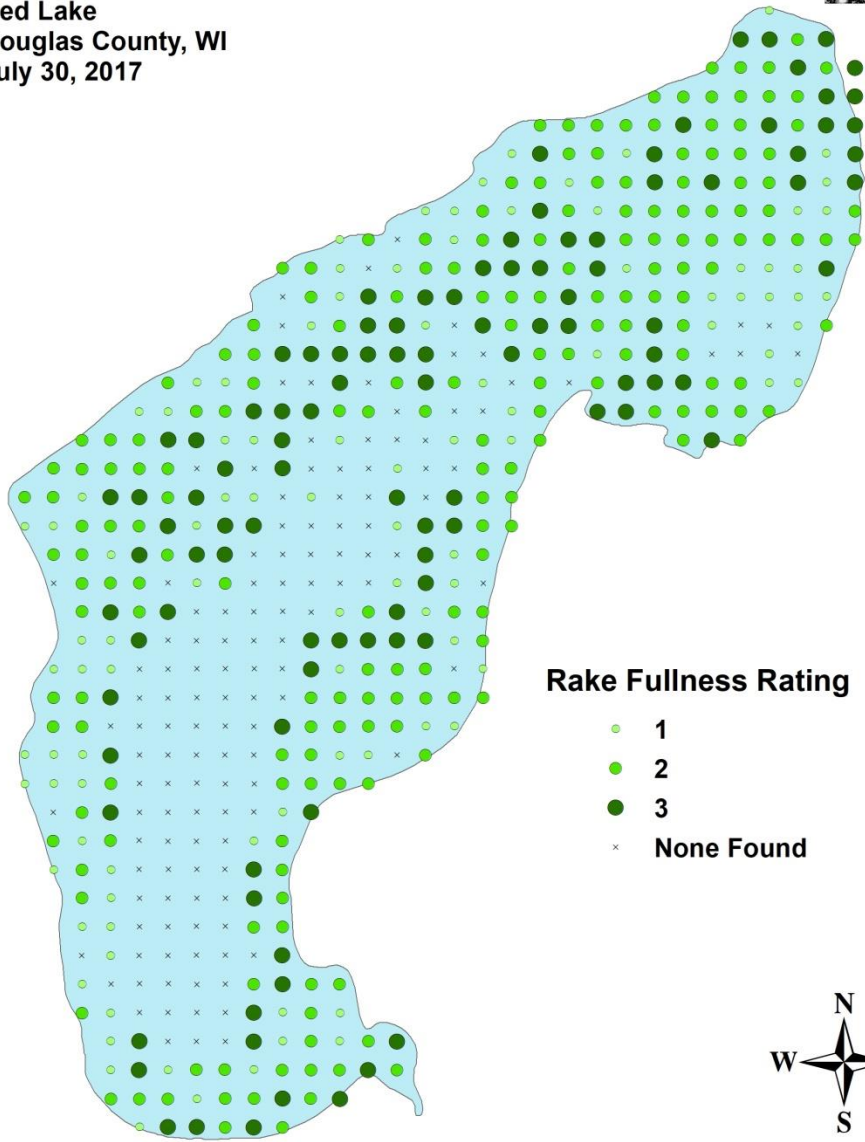 ed Lake
ouglas County, WI
uly 30, 2017
Rake Fullness Rating
1
2
3
None Found
N
W
S